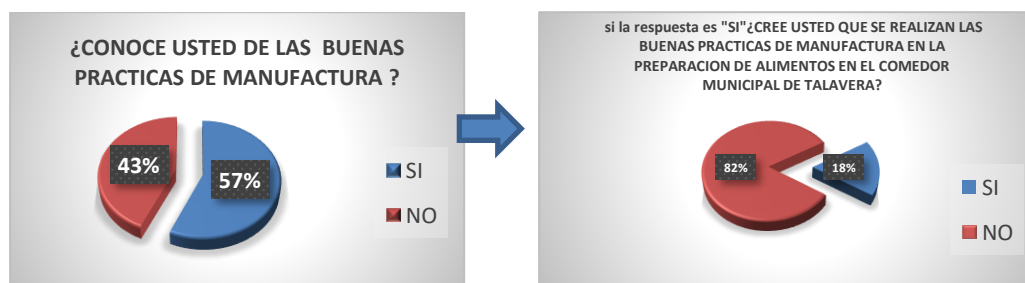 ¿CONOCE USTED DE LAS BUENAS
PRACTICAS DE MANUFACTURA ?
43%
57%
SI
NO
si la respuesta es "SI"¿CREE USTED QUE SE REALIZAN LAS
BUENAS PRACTICAS DE MANUFACTURA EN LA
PREPARACION DE ALIMENTOS EN EL COMEDOR
MUNICIPAL DE TALAVERA?
82%
18%
SI
NO